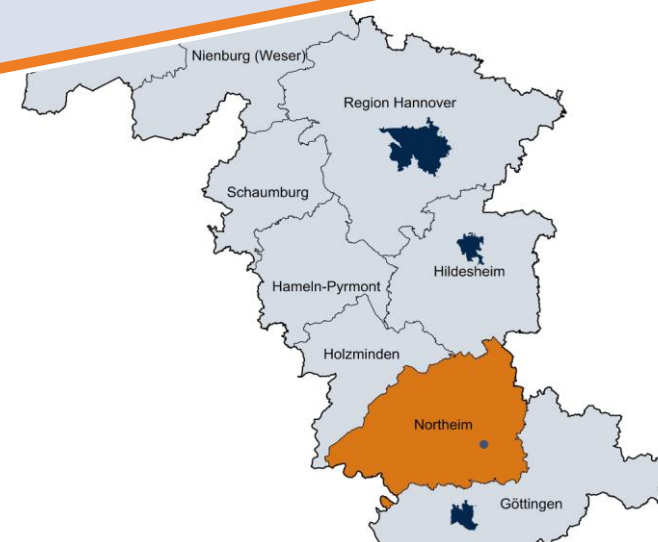 Nienburg (Weser)
Region Hannover
Schaumburg
Hildesheim
Hameln-Pyrmont
Holzminden
Northeim
Göttingen